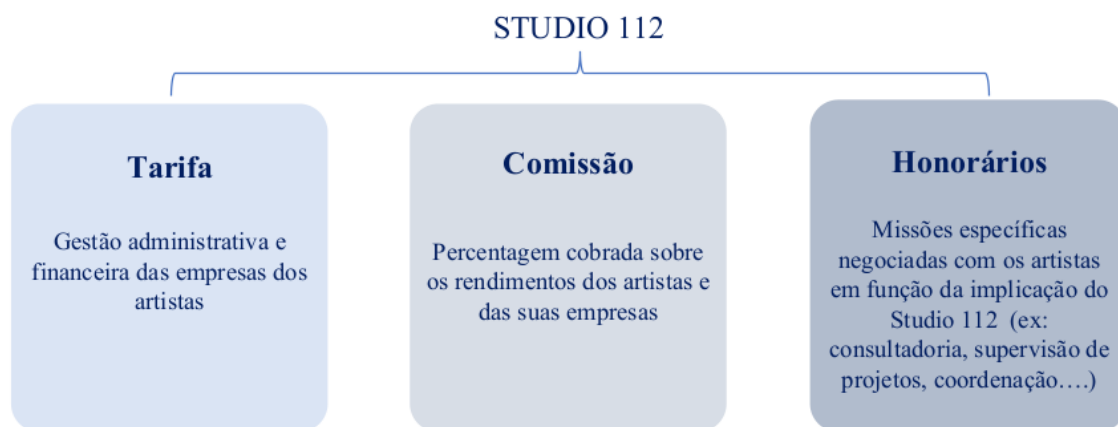 STUDIO 112
Tarifa
Gestão administrativa e
financeira das empresas dos
artistas
Comissão
Percentagem cobrada sobre
os rendimentos dos artistas e
das suas empresas
Honorários
Missões específicas
negociadas com os artistas
em função da implicação do
Studio 112 (ex:
consultadoria, supervisão de
projetos, coordenação….)